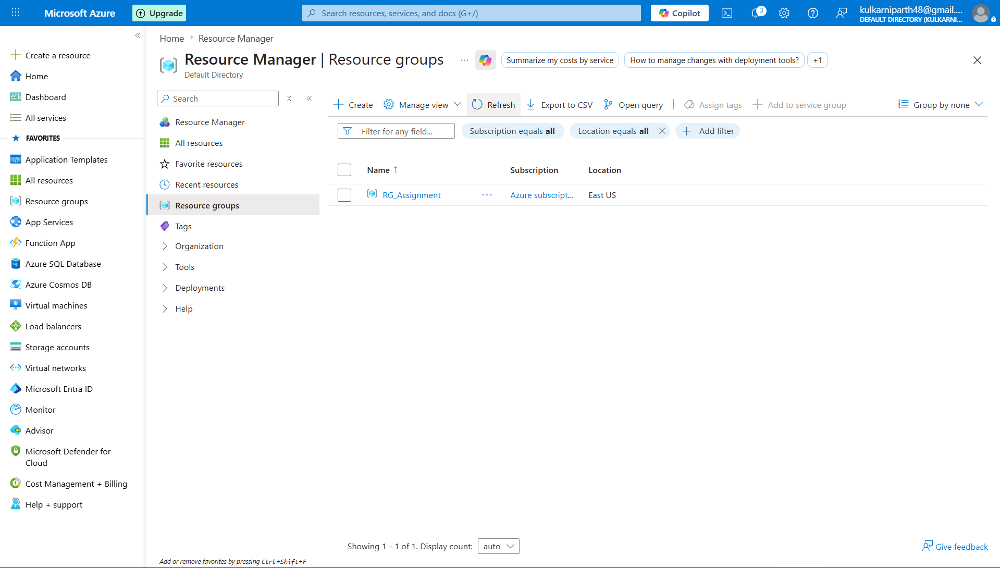 Microsoft Azure
Upgrade
Search resources, services, and docs (G+/)
Copilot
3
kulkarniparth48@gmail....
DEFAULT DIRECTORY (KULKARNI...
Create a resource
Home
Dashboard
All services
FAVORITES
Application Templates
All resources
Resource groups
App Services
Function App
Azure SQL Database
Azure Cosmos DB
Virtual machines
Load balancers
Storage accounts
Virtual networks
Microsoft Entra ID
Monitor
Advisor
Microsoft Defender for
Cloud
Cost Management + Billing
Help + support
Home > Resource Manager
Resource Manager | Resource groups
...
Summarize my costs by service
How to manage changes with deployment tools?
+1
Default Directory
Search
Resource Manager
All resources
Favorite resources
Recent resources
Resource groups
Tags
Organization
Tools
Deployments
Help
Add or remove favorites by pressing Ctrl+Shift+F
Create
Manage view
Refresh
Export to CSV
Open query
Assign tags
Add to service group
Group by none
Filter for any field...
Subscription equals all
Location equals all
Add filter
Name ↑ Subscription Location
RG_Assignment ... Azure subscript... East US
Showing 1 - 1 of 1. Display count: auto
Give feedback